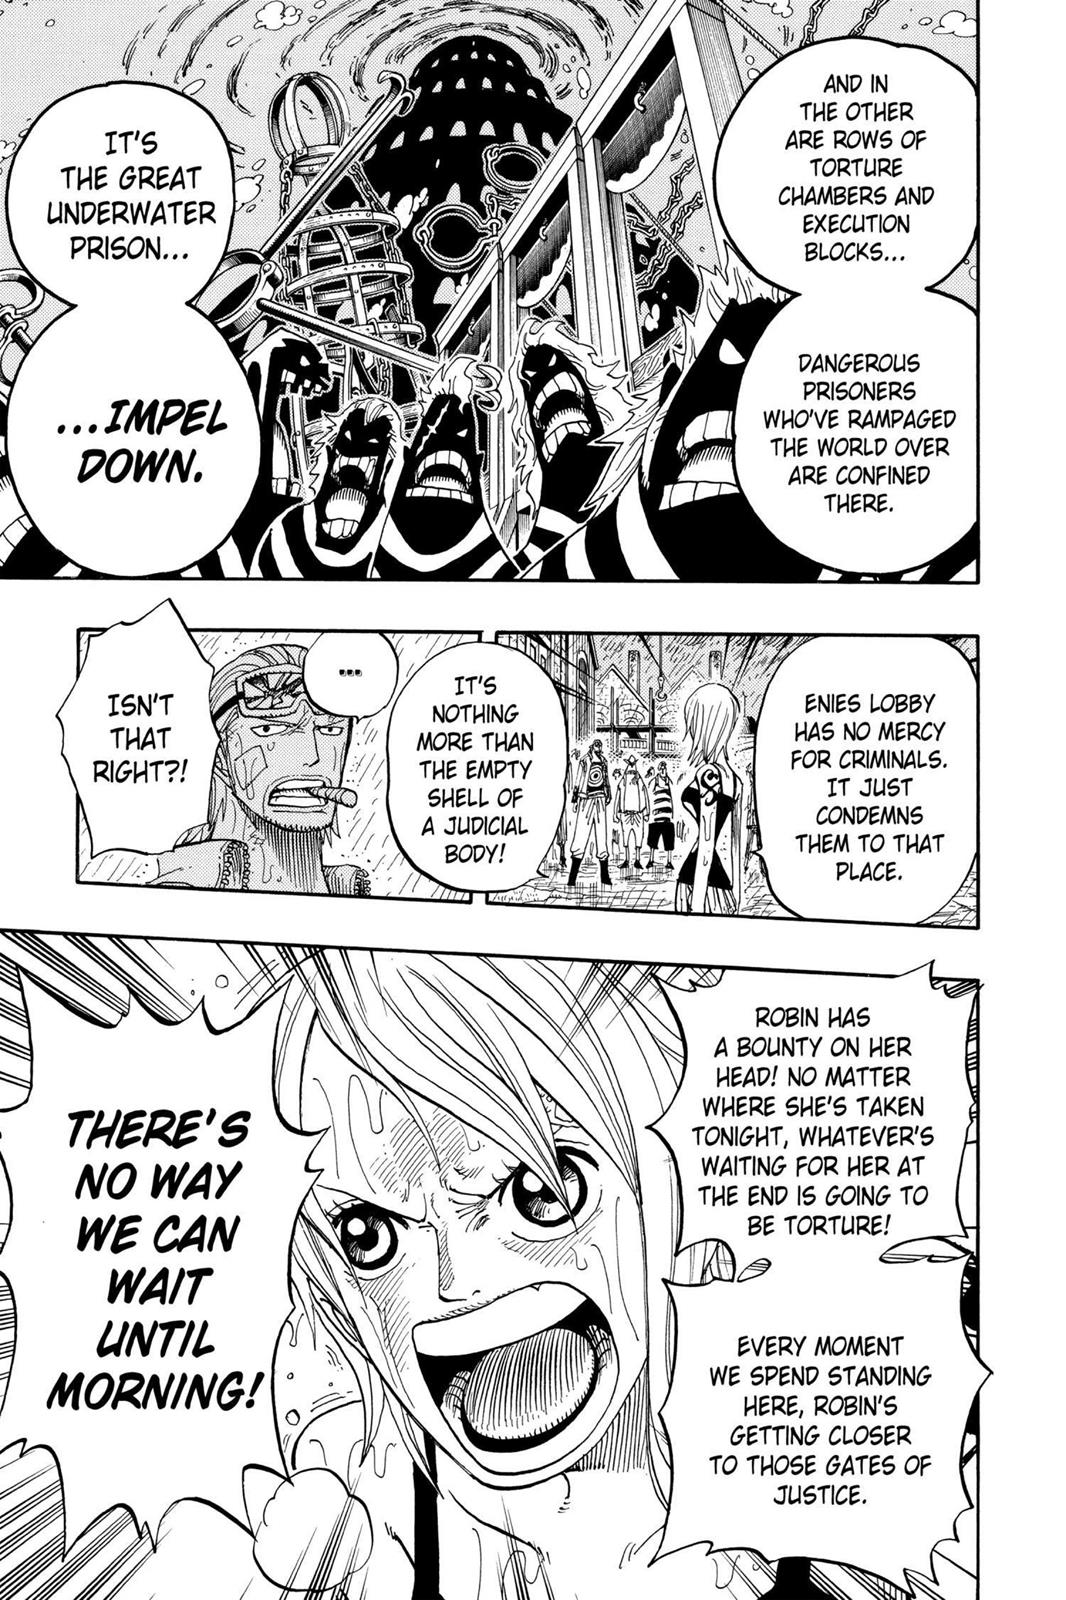 AND IN
THE OTHER
ARE ROWS OF
TORTURE
CHAMBERS AND
EXECUTION
BLOCKS...
DANGEROUS
PRISONERS
WHO'VE RAMPAGED
THE WORLD OVER
ARE CONFINED
THERE.
IT'S
THE GREAT
UNDERWATER
PRISON...
...IMPEL
DOWN.
ENIES LOBBY
HAS NO MERCY
FOR CRIMINALS.
IT JUST
CONDEMNS
THEM TO THAT
PLACE.
IT'S
NOTHING
MORE THAN
THE EMPTY
SHELL OF
A JUDICIAL
BODY!
...
ISN'T
THAT
RIGHT?!
ROBIN HAS
A BOUNTY ON HER
HEAD! NO MATTER
WHERE SHE'S TAKEN
TONIGHT, WHATEVER'S
WAITING FOR HER AT
THE END IS GOING TO
BE TORTURE!
EVERY MOMENT
WE SPEND STANDING
HERE, ROBIN'S
GETTING CLOSER
TO THOSE GATES OF
JUSTICE.
THERE'S
NO WAY
WE CAN
WAIT
UNTIL
MORNING!